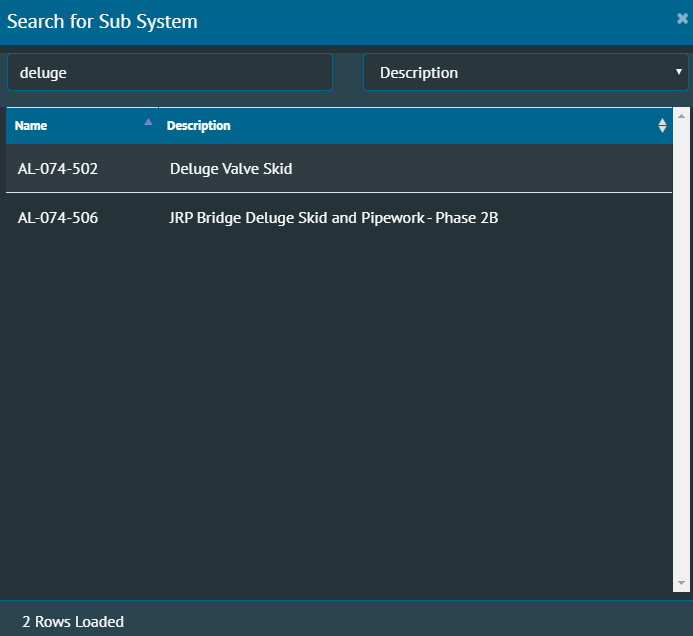 Search for Sub System
deluge
Description
Name Description
AL-074-502 Deluge Valve Skid
AL-074-506 JRP Bridge Deluge Skid and Pipework - Phase 2B
2 Rows Loaded